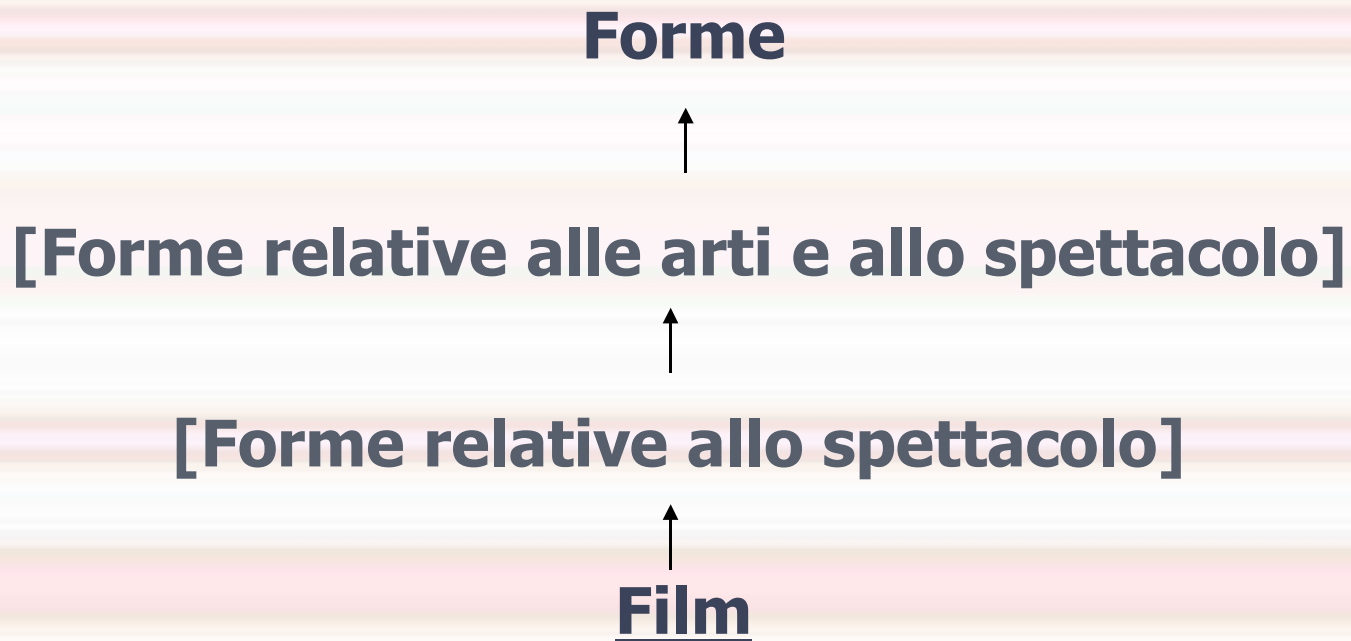 Forme
[Forme relative alle arti e allo spettacolo]
[Forme relative allo spettacolo]
Film